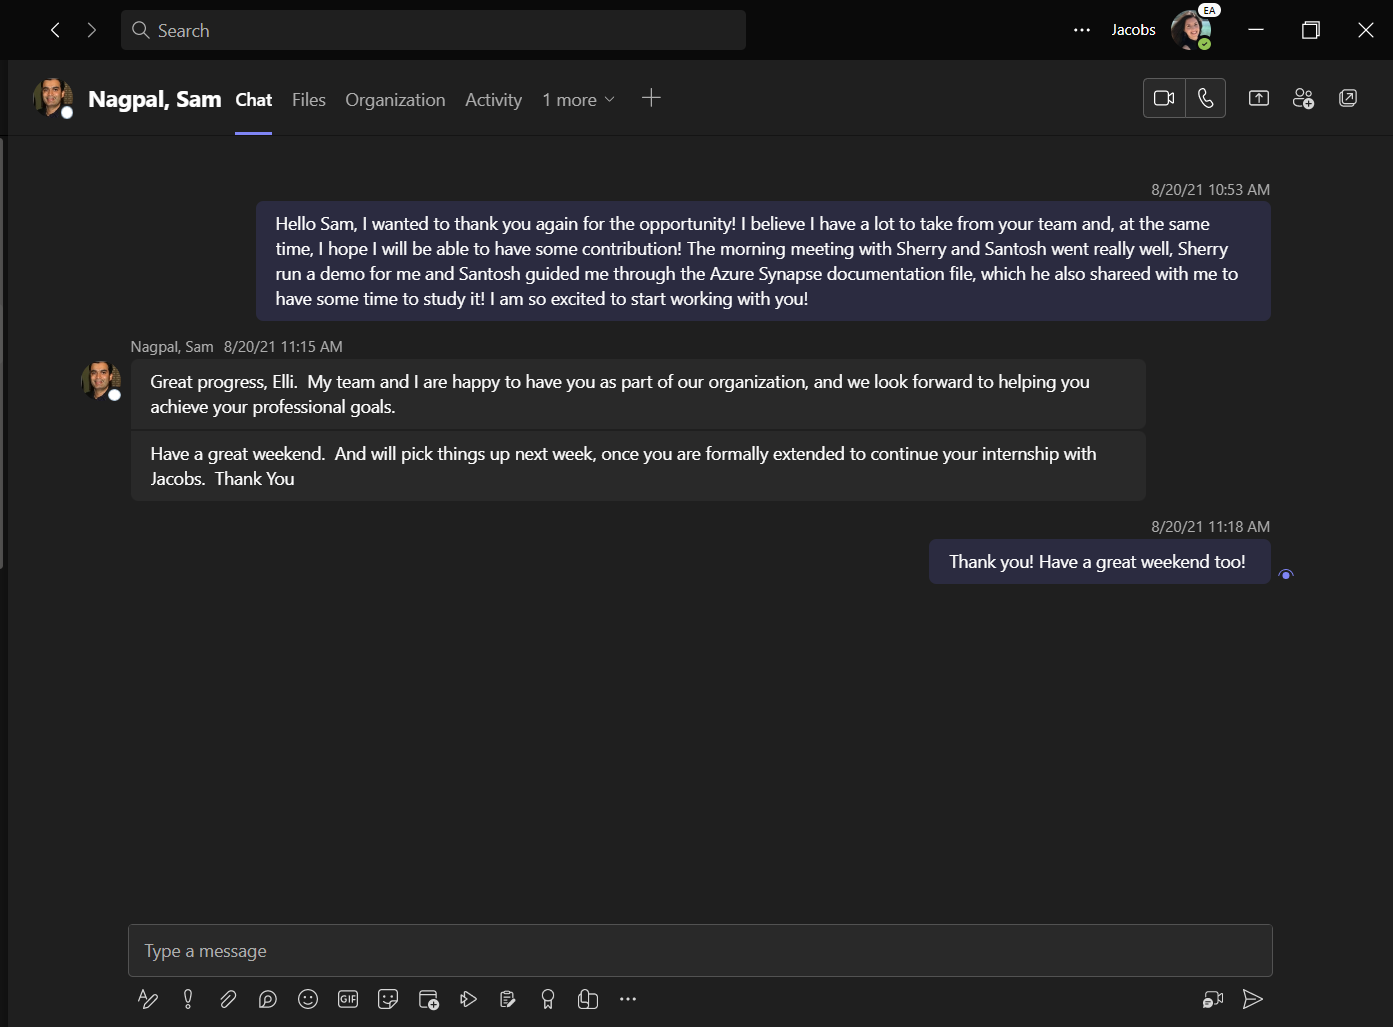 Search
Jacobs
EA
Nagpal, Sam
Chat
Files
Organization
Activity
1 more
8/20/21 10:53 AM
Hello Sam, I wanted to thank you again for the opportunity! I believe I have a lot to take from your team and, at the same
time, I hope I will be able to have some contribution! The morning meeting with Sherry and Santosh went really well, Sherry
run a demo for me and Santosh guided me through the Azure Synapse documentation file, which he also shareed with me to
have some time to study it! I am so excited to start working with you!
Nagpal, Sam 8/20/21 11:15 AM
Great progress, Elli.  My team and I are happy to have you as part of our organization, and we look forward to helping you
achieve your professional goals.
Have a great weekend.  And will pick things up next week, once you are formally extended to continue your internship with
Jacobs.  Thank You
8/20/21 11:18 AM
Thank you! Have a great weekend too!
Type a message
GIF